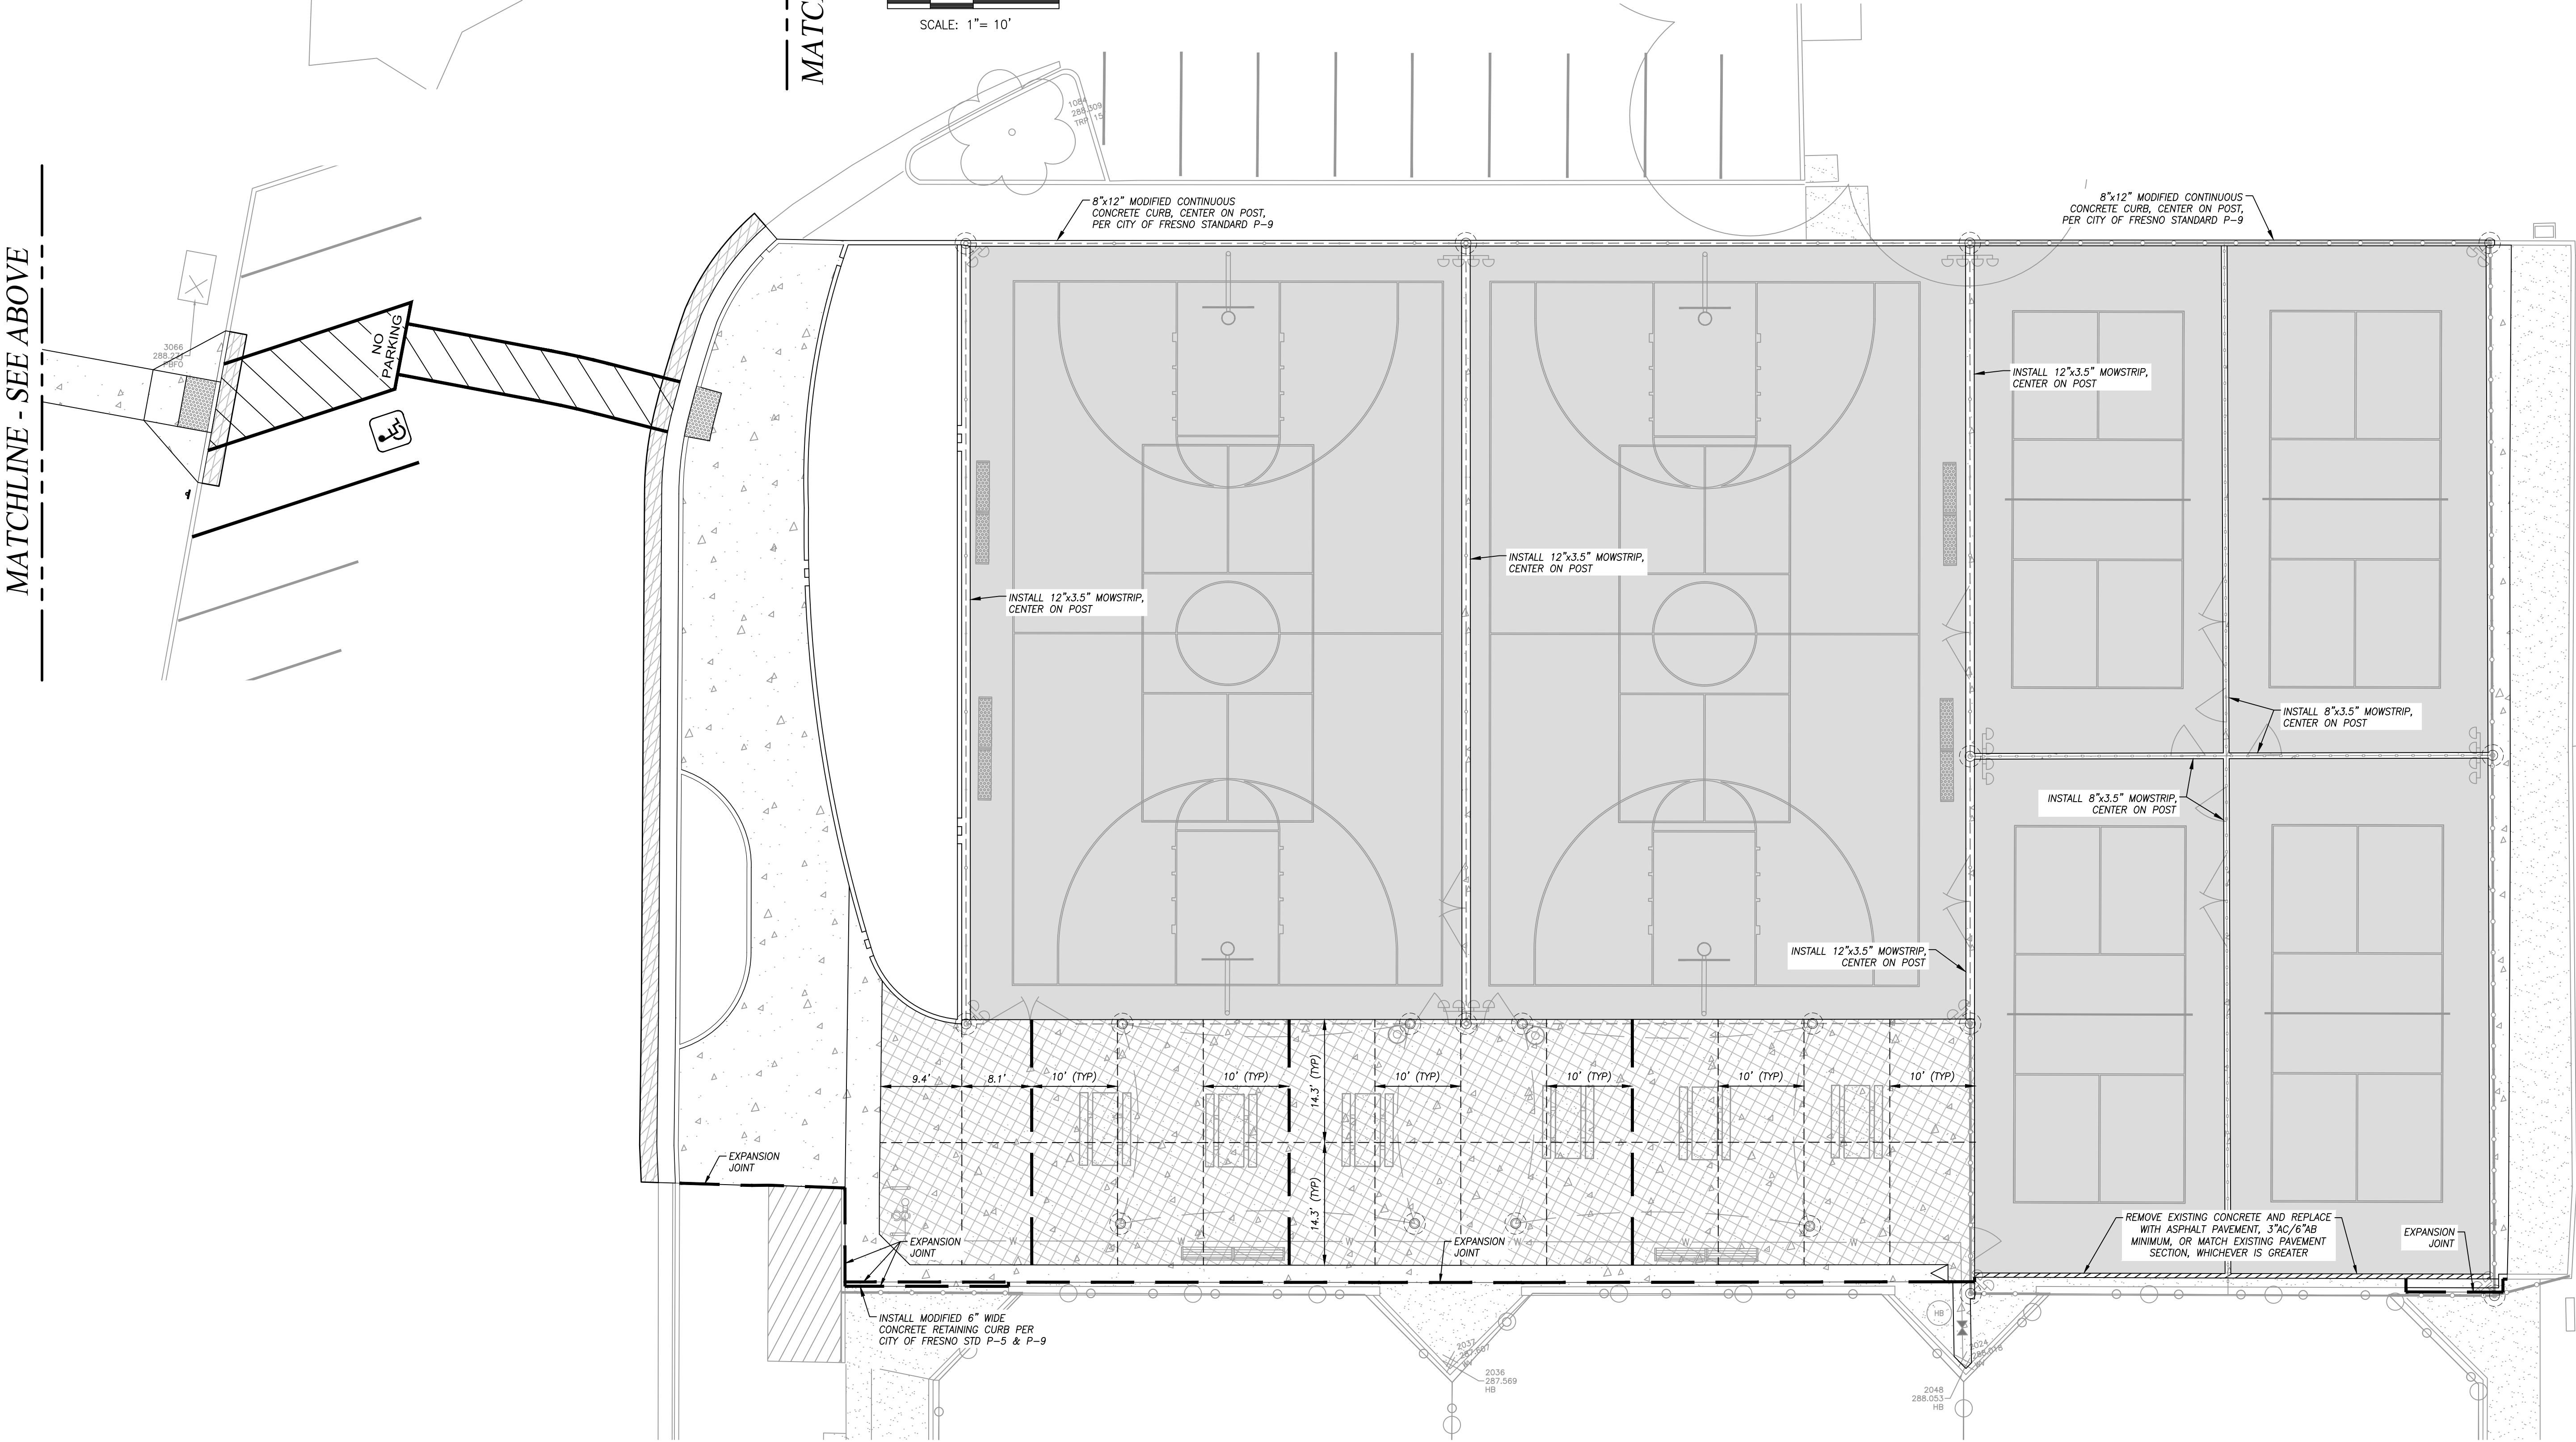 MATCHLINE - SEE ABOVE
MATC
SCALE: 1"= 10'
1084
288.309
TRP 15
8"x12" MODIFIED CONTINUOUS
CONCRETE CURB, CENTER ON POST,
PER CITY OF FRESNO STANDARD P-9
8"x12" MODIFIED CONTINUOUS
CONCRETE CURB, CENTER ON POST,
PER CITY OF FRESNO STANDARD P-9
3066
NO
PARKING
INSTALL 12"x3.5" MOWSTRIP,
CENTER ON POST
INSTALL 12"x3.5" MOWSTRIP,
CENTER ON POST
INSTALL 12"x3.5" MOWSTRIP,
CENTER ON POST
INSTALL 8"x3.5" MOWSTRIP,
CENTER ON POST
INSTALL 8"x3.5" MOWSTRIP,
CENTER ON POST
INSTALL 12"x3.5" MOWSTRIP,
CENTER ON POST
9.4'
8.1'
10' (TYP)
10' (TYP)
14.3' (TYP)
10' (TYP)
10' (TYP)
10' (TYP)
10' (TYP)
14.3' (TYP)
EXPANSION
JOINT
EXPANSION
JOINT
W
W
W
EXPANSION
JOINT
W
W
W
REMOVE EXISTING CONCRETE AND REPLACE
WITH ASPHALT PAVEMENT, 3"AC/6"AB
MINIMUM, OR MATCH EXISTING PAVEMENT
SECTION, WHICHEVER IS GREATER
EXPANSION
JOINT
INSTALL MODIFIED 6" WIDE
CONCRETE RETAINING CURB PER
CITY OF FRESNO STD P-5 & P-9
HB
2037
2024
2036
287.569
HB
2048
288.053
HB